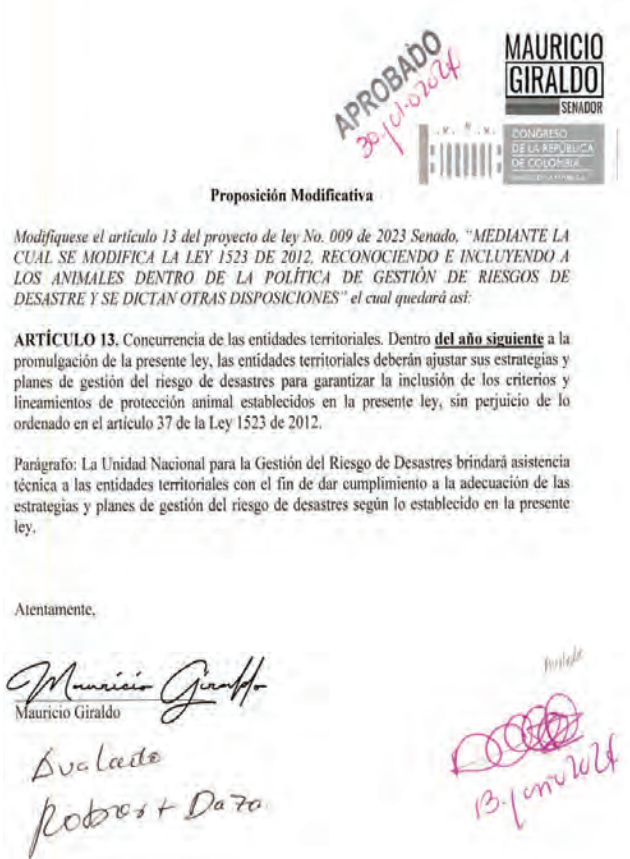 APROBADO
MAURICIO
GIRALDO
SENADOR
CONGRESO
DE LA REPÚBLICA
DE COLOMBIA
Proposición Modificativa
Modifíquese el artículo 13 del proyecto de ley No. 009 de 2023 Senado, "MEDIANTE LA
CUAL SE MODIFICA LA LEY 1523 DE 2012, RECONOCIENDO E INCLUYENDO A
LOS ANIMALES DENTRO DE LA POLÍTICA DE GESTIÓN DE RIESGOS DE
DESASTRE Y SE DICTAN OTRAS DISPOSICIONES" el cual quedará así:
ARTÍCULO 13. Concurrencia de las entidades territoriales. Dentro del año siguiente a la
promulgación de la presente ley, las entidades territoriales deberán ajustar sus estrategias y
planes de gestión del riesgo de desastres para garantizar la inclusión de los criterios y
lineamientos de protección animal establecidos en la presente ley, sin perjuicio de lo
ordenado en el artículo 37 de la Ley 1523 de 2012.
Parágrafo: La Unidad Nacional para la Gestión del Riesgo de Desastres brindará asistencia
técnica a las entidades territoriales con el fin de dar cumplimiento a la adecuación de las
estrategias y planes de gestión del riesgo de desastres según lo establecido en la presente
ley.
Atentamente,
Mauricio Giraldo
Mauricio Giraldo
Daza
13.